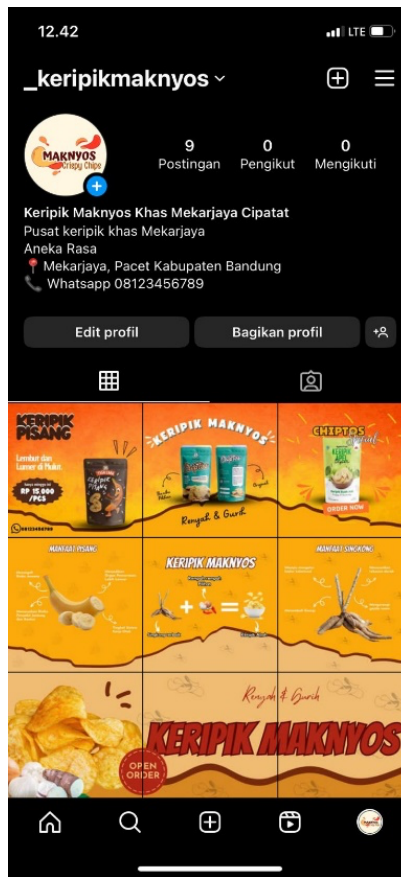 12.42
LTE
_keripikmaknyos
9
Postingan
0
Pengikut
0
Mengikuti
MAKNYOS
Crispy Chips
Keripik Maknyos Khas Mekarjaya Cipatat
Pusat keripik khas Mekarjaya
Aneka Rasa
Mekarjaya, Pacet Kabupaten Bandung
Whatsapp 08123456789
Edit profil
Bagikan profil
KERIPIK
PISANG
Lembut dan
Lumer di Mulut
RP 15.000
/PCS
08123456789
KERIPIK MAKNYOS
Renyah & Gurih
CHIPTOS
ORDER NOW
MANFAAT PISANG
KERIPIK MAKNYOS
MANFAAT SINGKONG
OPEN
ORDER
Renyah & Gurih
KERIPIK MAKNYOS